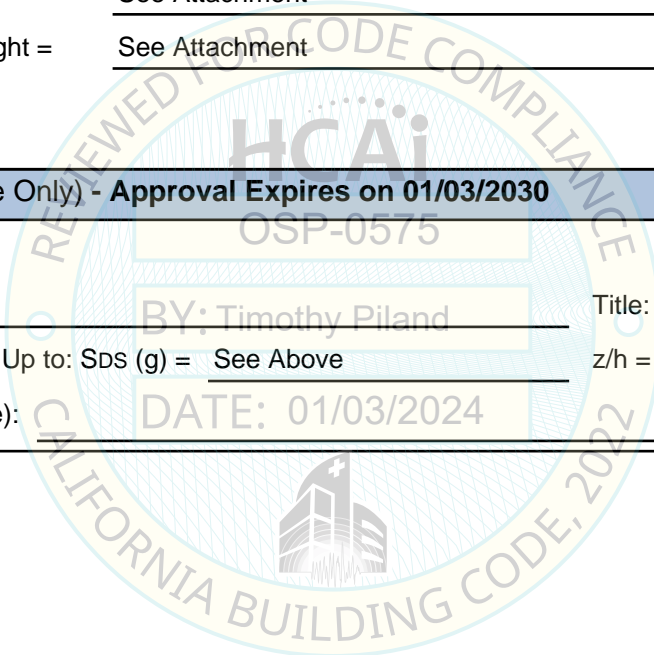 See Attachment
ght = See Attachment
REVIEWED FOR CODE COMPLIANCE
HCAi
e Only) - Approval Expires on 01/03/2030
OSP-0575
BY: Timothy Piland
Title:
Up to: SDS (g) = See Above z/h =
e):
DATE: 01/03/2024
CALIFORNIA BUILDING CODE, 2022